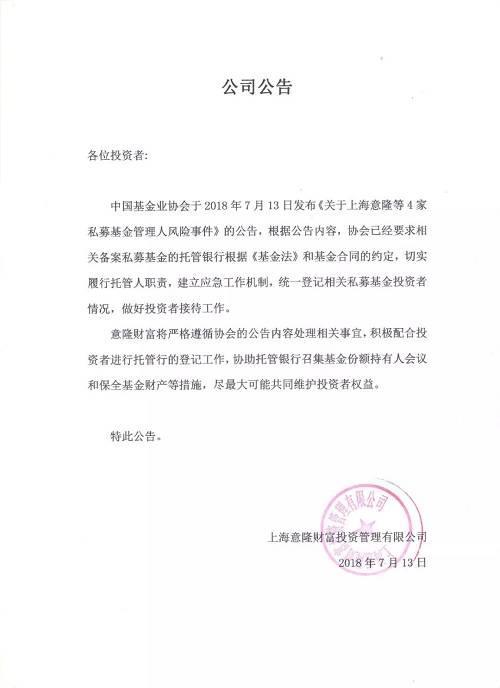 公司公告
各位投资者:
中国基金业协会于 2018 年 7 月 13 日发布《关于上海意隆等 4 家
私募基金管理人风险事件》的公告，根据公告内容，协会已经要求相
关备案私募基金的托管银行根据《基金法》和基金合同的约定，切实
履行托管人职责，建立应急工作机制，统一登记相关私募基金投资者
情况，做好投资者接待工作。
意隆财富将严格遵循协会的公告内容处理相关事宜，积极配合投
资者进行托管行的登记工作，协助托管银行召集基金份额持有人会议
和保全基金财产等措施，尽最大可能共同维护投资者权益。
特此公告。
上海意隆财富投资管理有限公司
2018 年 7 月 13 日